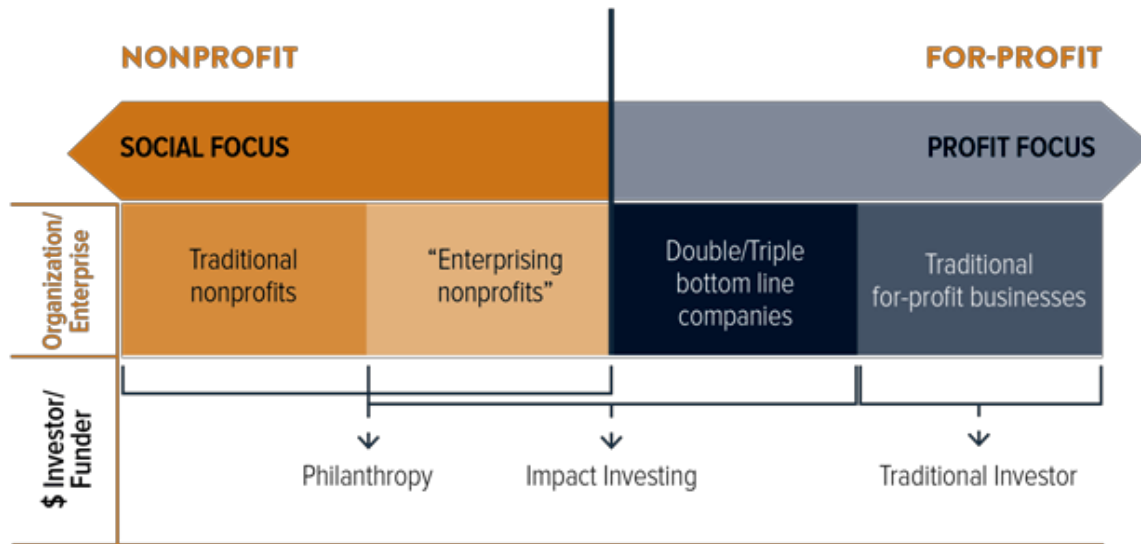 NONPROFIT
FOR-PROFIT
SOCIAL FOCUS
PROFIT FOCUS
Organization/
Enterprise
Traditional
nonprofits
“Enterprising
nonprofits”
Double/Triple
bottom line
companies
Traditional
for-profit businesses
$ Investor/
Funder
Philanthropy
Impact Investing
Traditional Investor